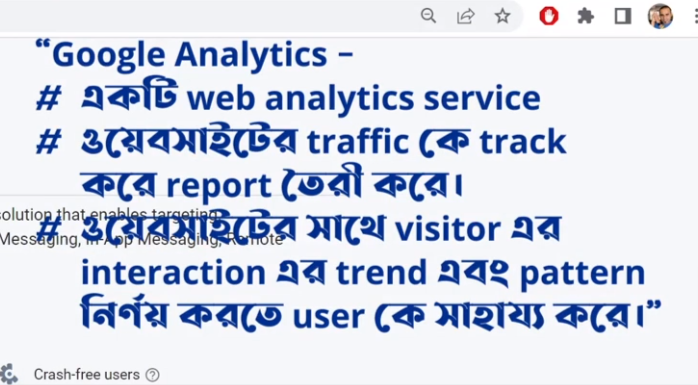 “Google Analytics –
# একটি web analytics service
# ওয়েবসাইটের traffic কে track
করে report তৈরী করে।
solution that enables targeting
# ওয়েবসাইটের সাথে visitor এর
Messaging, In-App Messaging, Remote
interaction এর trend এবং pattern
নির্ণয় করতে user কে সাহায্য করে।”
Crash-free users